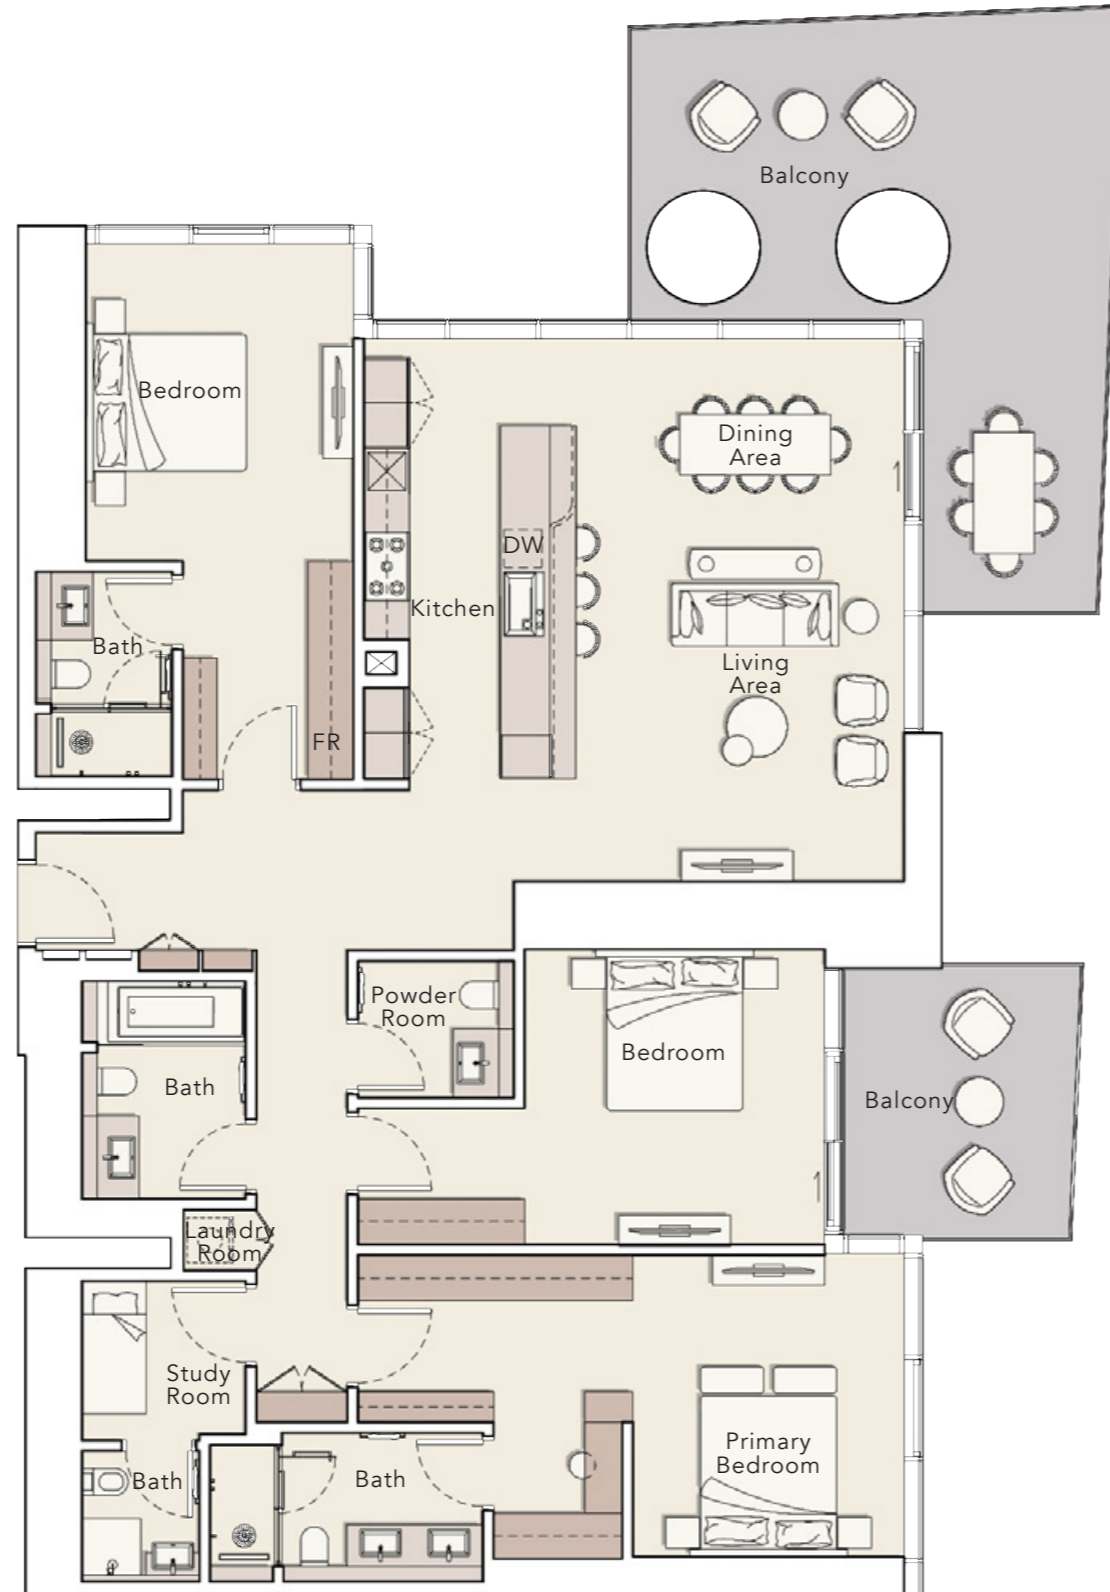 Balcony
Bedroom
Dining
Area
DW
Kitchen
Bath
Living
Area
FR
Powder
Room
Bedroom
Bath
Balcony
Laundry
Room
Study
Room
Primary
Bedroom
Bath
Bath